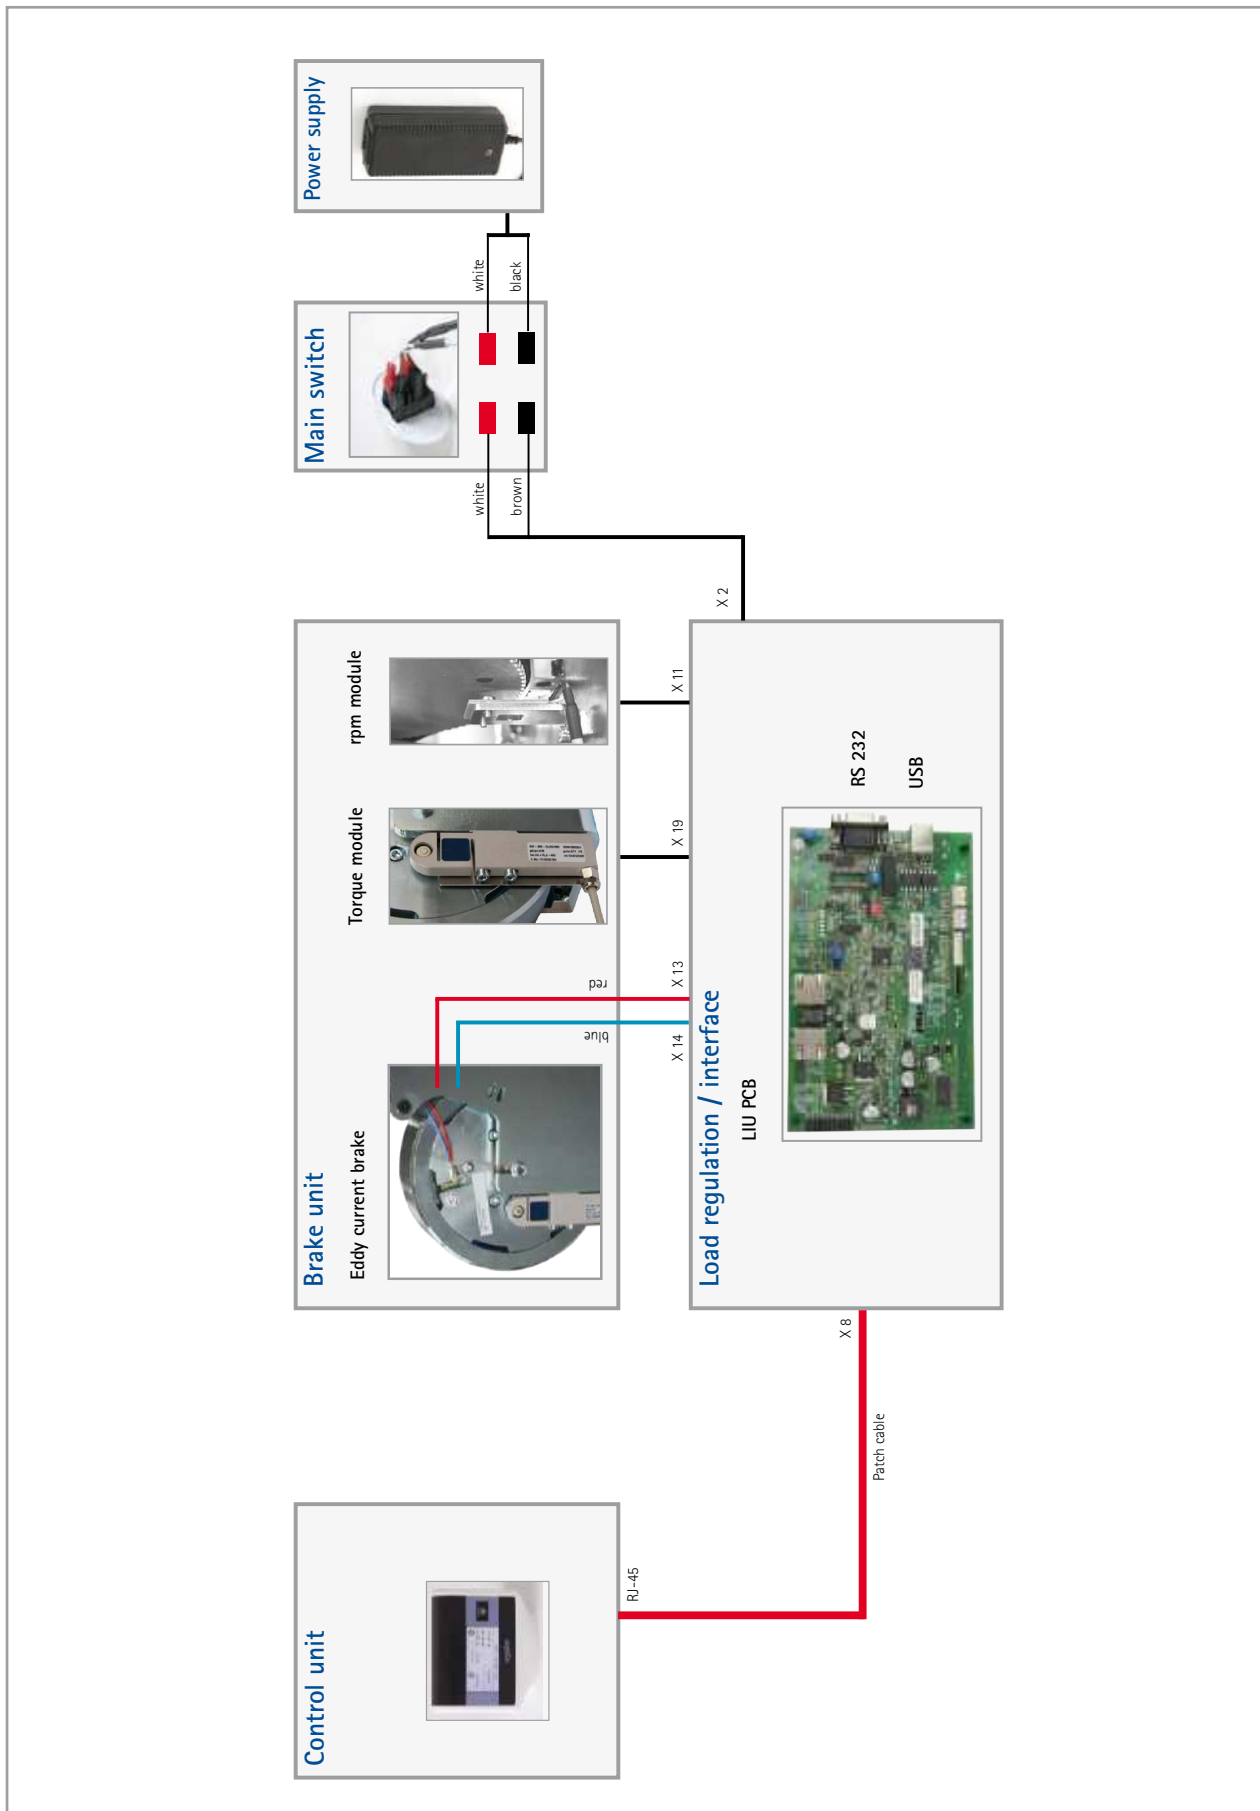 Control unit
RJ-45
Patch cable
X 8
Brake unit
Eddy current brake
Torque module
rpm module
blue
red
X 14
X 13
X 19
X 11
X 2
Load regulation / interface
LIU PCB
RS 232
USB
Main switch
white
brown
white
black
Power supply